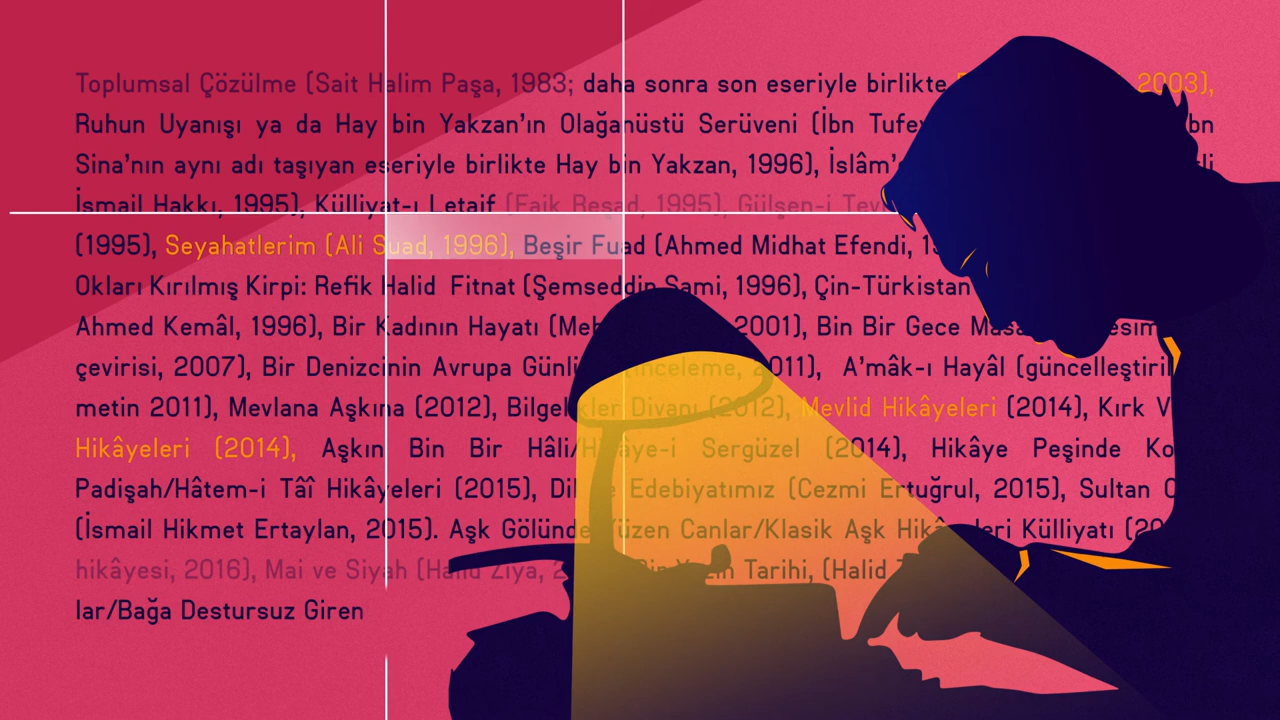 Toplumsal Çözülme (Sait Halim Paşa, 1983; daha sonra son eseriyle birlikte 2003),
Ruhun Uyanışı ya da Hay bin Yakzan’ın Olağanüstü Serüveni (İbn
Sina’nın aynı adı taşıyan eseriyle birlikte Hay bin Yakzan, 1996),
İsmail Hakkı, 1995), Külliyat-ı Letaif (Faik Reşad, 1995), Gülşen-i
(1995), Seyahatlerim (Ali Suad, 1996), Beşir Fuad (Ahmed Midhat Efendi,
Okları Kırılmış Kirpi: Refik Halid Fitnat (Şemseddin Sami, 1996), Çin-Türkistan
Ahmed Kemâl, 1996), Bir Kadının Hayatı 2001), Bin Bir Gece
çevirisi, 2007), Bir Denizcinin Avrupa İnceleme, 2011), A’mâk-ı Hayâl
metin 2011), Mevlana Aşkına (2012), Divanı (2012), Mevlid Hikâyeleri (2014), Kırk
Hikâyeleri (2014), Aşkın Bin Bir Sergüzel (2014), Hikâye Peşinde
Padişah/Hâtem-i Tâî Hikâyeleri (2015), Edebiyatımız (Cezmi Ertuğrul, 2015), Sultan
(İsmail Hikmet Ertaylan, 2015). Aşk Canlar/Klasik Aşk Külliyatı
hikâyesi, 2016), Mai ve Siyah (Halid Ziya, Tarihi, (Halid
lar/Bağa Destursuz Giren